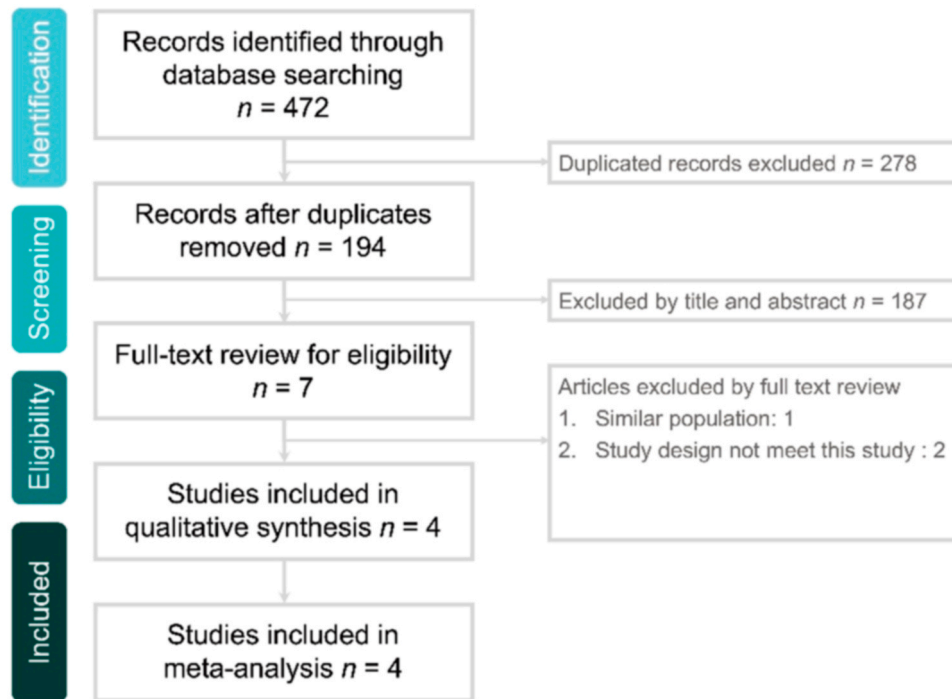 Identification
Records identified through
database searching
n = 472
Duplicated records excluded n = 278
Screening
Records after duplicates
removed n = 194
Excluded by title and abstract n = 187
Full-text review for eligibility
n = 7
Eligibility
Articles excluded by full text review
1. Similar population: 1
2. Study design not meet this study : 2
Studies included in
qualitative synthesis n = 4
Included
Studies included in
meta-analysis n = 4